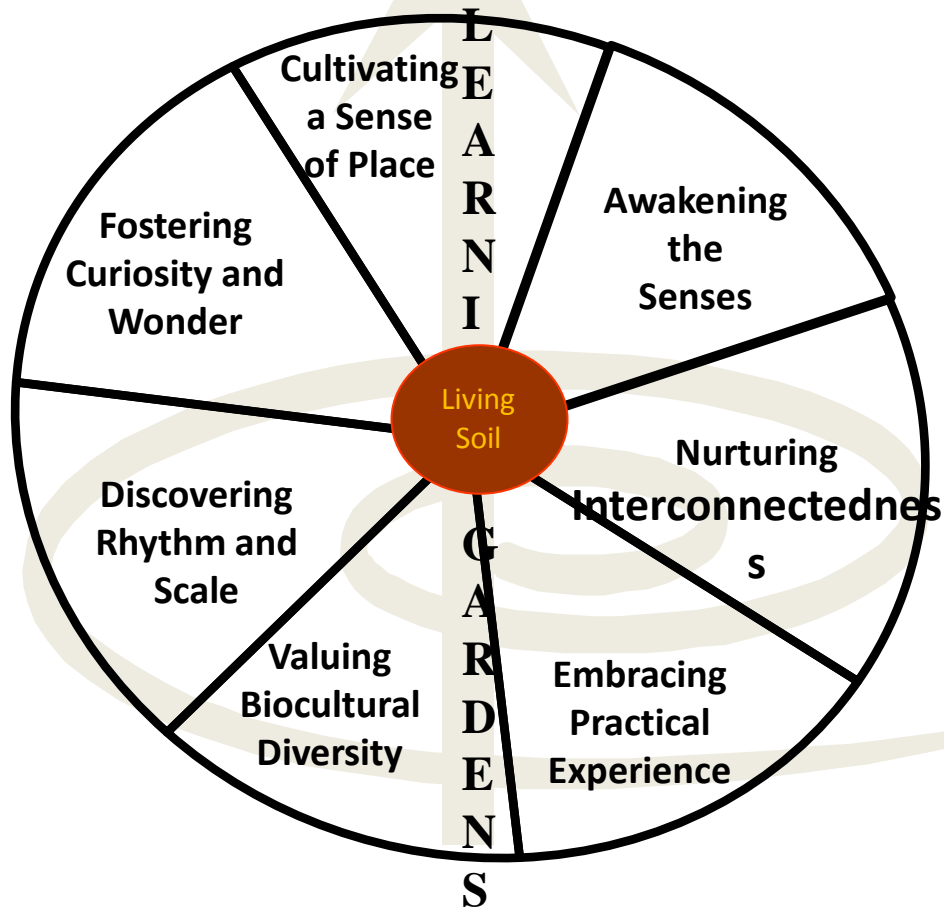 L
E
A
R
N
I
G
A
R
D
E
N
S
Cultivating
a Sense
of Place
Awakening
the
Senses
Nurturing
Interconnectednes
s
Embracing
Practical
Experience
Valuing
Biocultural
Diversity
Discovering
Rhythm and
Scale
Fostering
Curiosity and
Wonder
Living
Soil